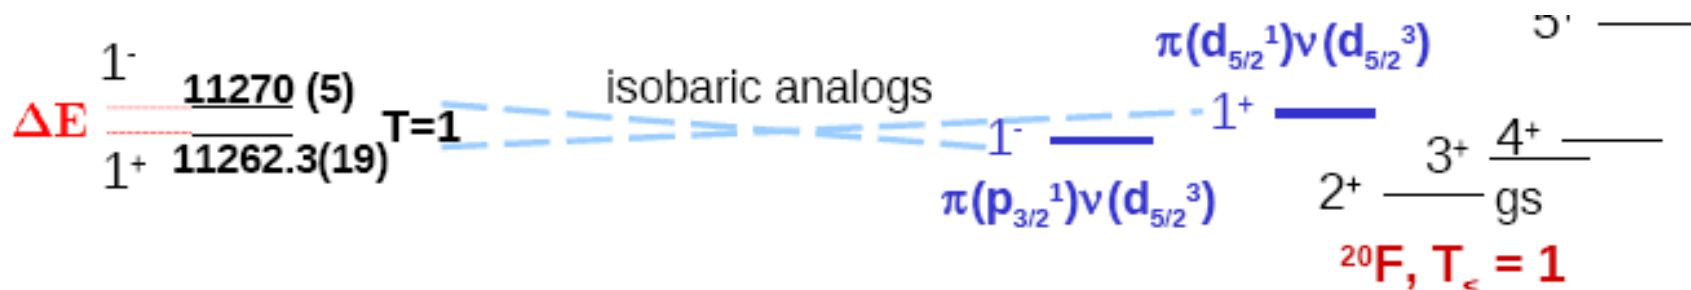 1⁻
11270 (5)
ΔE
T=1
1⁺
11262.3(19)
isobaric analogs
1⁻
π(p₃/₂¹)ν(d₅/₂³)
π(d₅/₂¹)ν(d₅/₂³)
1⁺
5⁺
4⁺
3⁺
2⁺
gs
²⁰F, T< = 1